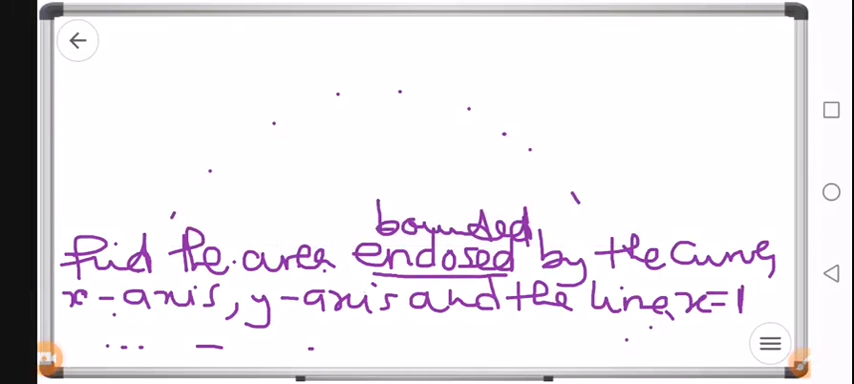 bounded
find the area enclosed by the curve,
x-axis, y-axis and the line x=1